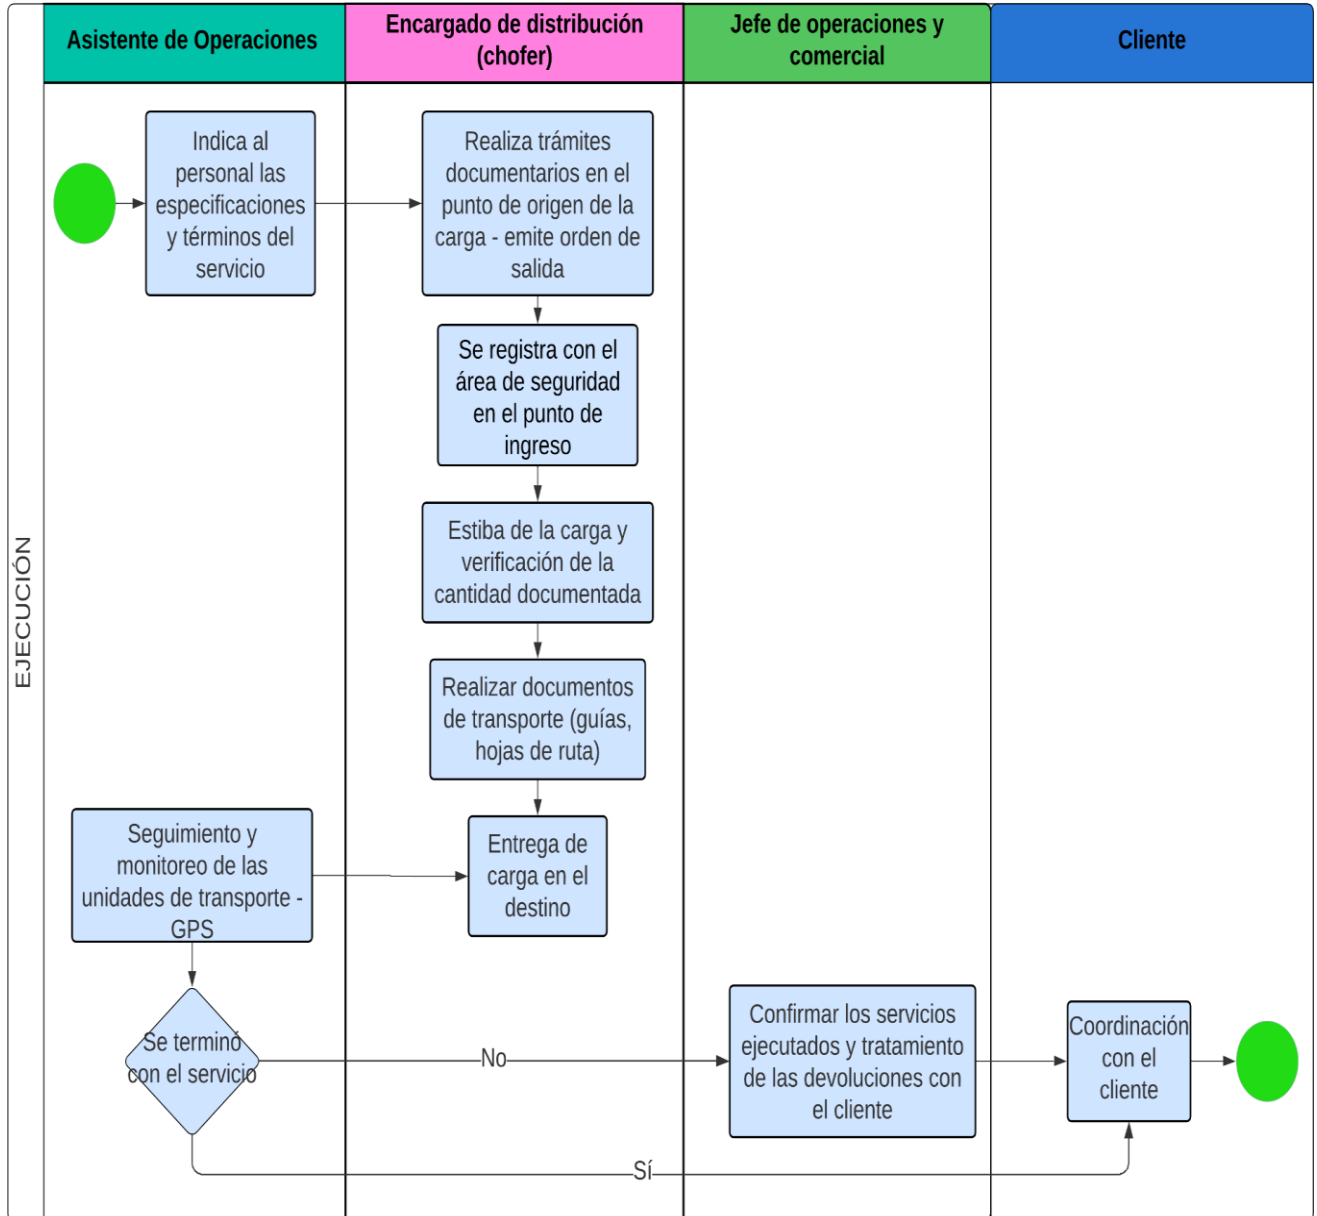 Asistente de Operaciones
Encargado de distribución
(chofer)
Jefe de operaciones y
comercial
Cliente
EJECUCIÓN
Indica al
personal las
especificaciones
y términos del
servicio
Realiza trámites
documentarios en el
punto de origen de la
carga - emite orden de
salida
Se registra con el
área de seguridad
en el punto de
ingreso
Estiba de la carga y
verificación de la
cantidad documentada
Realizar documentos
de transporte (guías,
hojas de ruta)
Seguimiento y
monitoreo de las
unidades de transporte -
GPS
Entrega de
carga en el
destino
Se terminó
con el servicio
No
Confirmar los servicios
ejecutados y tratamiento
de las devoluciones con
el cliente
Coordinación
con el
cliente
Sí